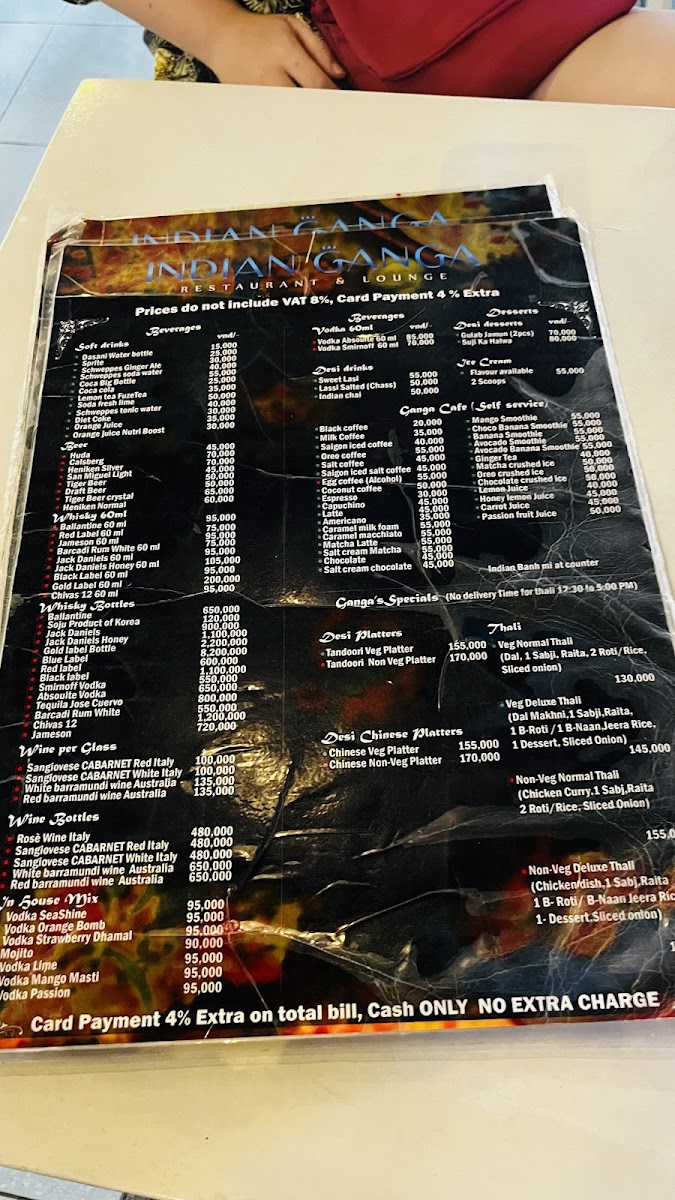 INDIAN GANGA
INDIAN GANGA
RESTAURANT & LOUNGE
Prices do not include VAT 8%, Card Payment 4 % Extra
Beverages
Soft drinks vnd/-
Dasani Water bottle 15,000
Sprite 25,000
Schweppes Ginger Ale 30,000
Schweppes soda water 40,000
Coca Big Bottle 55,000
Coca cola 25,000
Lemon tea FuzeTea 35,000
Soda fresh lime 50,000
Schweppes tonic water 40,000
Diet Coke 30,000
Orange Juice 35,000
Orange juice Nutri Boost 30,000
Beer
Huda 45,000
Calsberg 70,000
Heniken Silver 70,000
San Miguel Light 45,000
Tiger Beer 50,000
Draft Beer 50,000
Tiger Beer crystal 65,000
Heniken Normal 60,000
Whisky 60ml
Ballantine 60 ml 95,000
Red Label 60 ml 75,000
Jameson 60 ml 95,000
Barcadi Rum White 60 ml 75,000
Jack Daniels 60 ml 95,000
Jack Daniels Honey 60 ml 105,000
Black Label 60 ml 95,000
Gold Label 60 ml 200,000
Chivas 12 60 ml 95,000
Whisky Bottles
Ballantine 650,000
Soju Product of Korea 120,000
Jack Daniels 900,000
Jack Daniels Honey 1,100,000
Gold label Bottle 2,200,000
Blue Label 8,200,000
Red label 600,000
Black label 1,100,000
Smirnoff Vodka 550,000
Absoulte Vodka 650,000
Tequila Jose Cuervo 800,000
Barcadi Rum White 550,000
Chivas 12 1,200,000
Jameson 720,000
Wine per Glass
Sangiovese CABARNET Red Italy 100,000
Sangiovese CABARNET White Italy 100,000
White barramundi wine Australia 135,000
Red barramundi wine Australia 135,000
Wine Bottles
Rosè Wine Italy 480,000
Sangiovese CABARNET Red Italy 480,000
Sangiovese CABARNET White Italy 480,000
White barramundi wine Australia 650,000
Red barramundi wine Australia 650,000
In House Mix
Vodka SeaShine 95,000
Vodka Orange Bomb 95,000
Vodka Strawberry Dhamal 95,000
Mojito 90,000
Vodka Lime 95,000
Vodka Mango Masti 95,000
Vodka Passion 95,000
Beverages
Vodka 60ml vnd/-
Vodka Absoulte 60 ml 85,000
Vodka Smirnoff 60 ml 70,000
Desi drinks
Sweet Lasi 55,000
Lassi Salted (Chass) 50,000
Indian chai 50,000
Desserts
Desi desserts vnd/-
Gulab Jamun (2pcs) 70,000
Suji Ka Halwa 80,000
Ice Cream
Flavour available 55,000
2 Scoops
Ganga Cafe (Self service)
Black coffee 20,000
Milk Coffee 35,000
Saigon iced coffee 40,000
Oreo coffee 55,000
Salt coffee 45,000
Saigon iced salt coffee 45,000
Egg coffee (Alcohol) 55,000
Coconut coffee 50,000
Espresso 30,000
Capuchino 45,000
Latte 45,000
Americano 35,000
Caramel milk foam 55,000
Caramel macchiato 55,000
Matcha Latte 55,000
Salt cream Matcha 55,000
Chocolate 45,000
Salt cream chocolate 45,000
Mango Smoothie 55,000
Choco Banana Smoothie 55,000
Banana Smoothie 55,000
Avocado Smoothie 55,000
Avocado Banana Smoothie 55,000
Ginger Tea 40,000
Matcha crushed ice 50,000
Oreo crushed ice 50,000
Chocolate crushed ice 50,000
Lemon Juice 40,000
Honey lemon Juice 45,000
Carrot Juice 45,000
Passion fruit Juice 50,000
Indian Banh mi at counter
Ganga's Specials (No delivery Time for thali 12:30 to 5:00 PM)
Desi Platters
Tandoori Veg Platter 155,000
Tandoori Non Veg Platter 170,000
Desi Chinese Platters
Chinese Veg Platter 155,000
Chinese Non-Veg Platter 170,000
Thali
Veg Normal Thali
(Dal, 1 Sabji. Raita, 2 Roti/Rice,
Sliced onion)
130,000
Veg Deluxe Thali
(Dal Makhni,1 Sabji,Raita,
1 B-Roti / 1 B-Naan,Jeera Rice,
1 Dessert, Sliced Onion)
145,000
Non-Veg Normal Thali
(Chicken Curry,1 Sabj,Raita
2 Roti/Rice, Sliced Onion)
155,0
Non-Veg Deluxe Thali
(Chicken/dish,1 Sabj,Raita
1 B- Roti/ B-Naan Jeera Ric
1- Dessert,Sliced onion)
1
Card Payment 4% Extra on total bill, Cash ONLY NO EXTRA CHARGE